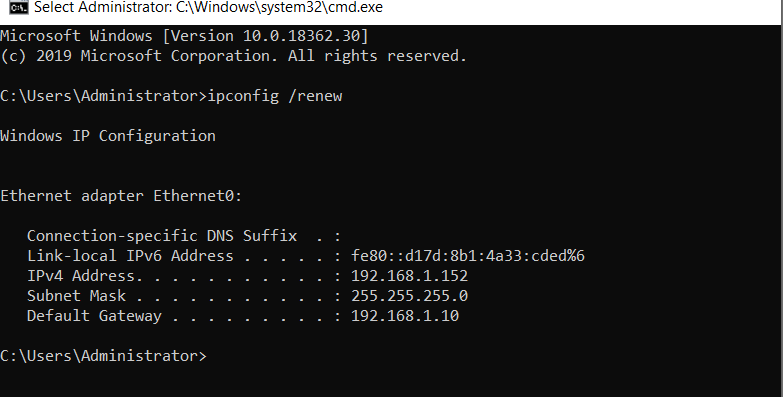 Select Administrator: C:\Windows\system32\cmd.exe
Microsoft Windows [Version 10.0.18362.30]
(c) 2019 Microsoft Corporation. All rights reserved.
C:\Users\Administrator>ipconfig /renew
Windows IP Configuration
Ethernet adapter Ethernet0:
Connection-specific DNS Suffix  . :
Link-local IPv6 Address . . . . . : fe80::d17d:8b1:4a33:cded%6
IPv4 Address. . . . . . . . . . . : 192.168.1.152
Subnet Mask . . . . . . . . . . . : 255.255.255.0
Default Gateway . . . . . . . . . : 192.168.1.10
C:\Users\Administrator>